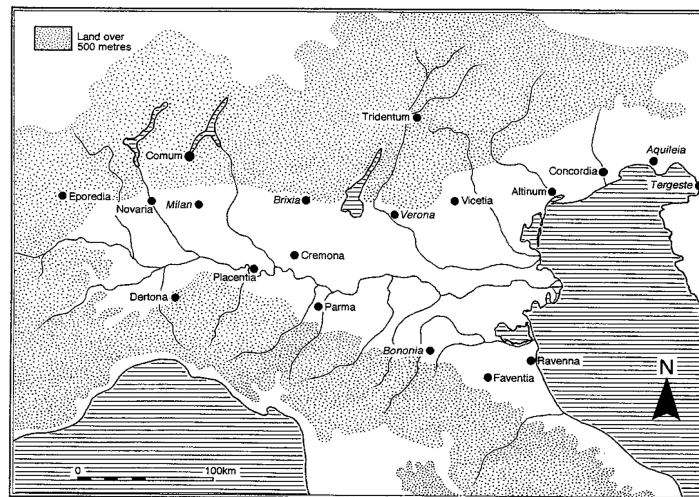 Land over
500 metres
Tridentum
Aquileia
Comum
Concordia
Tergeste
Eporedia
Novaria
Milan
Brixia
Verona
Vicetia
Altinum
Cremona
Placentia
Dertona
Parma
Bononia
Ravenna
Faventia
N
0
100km